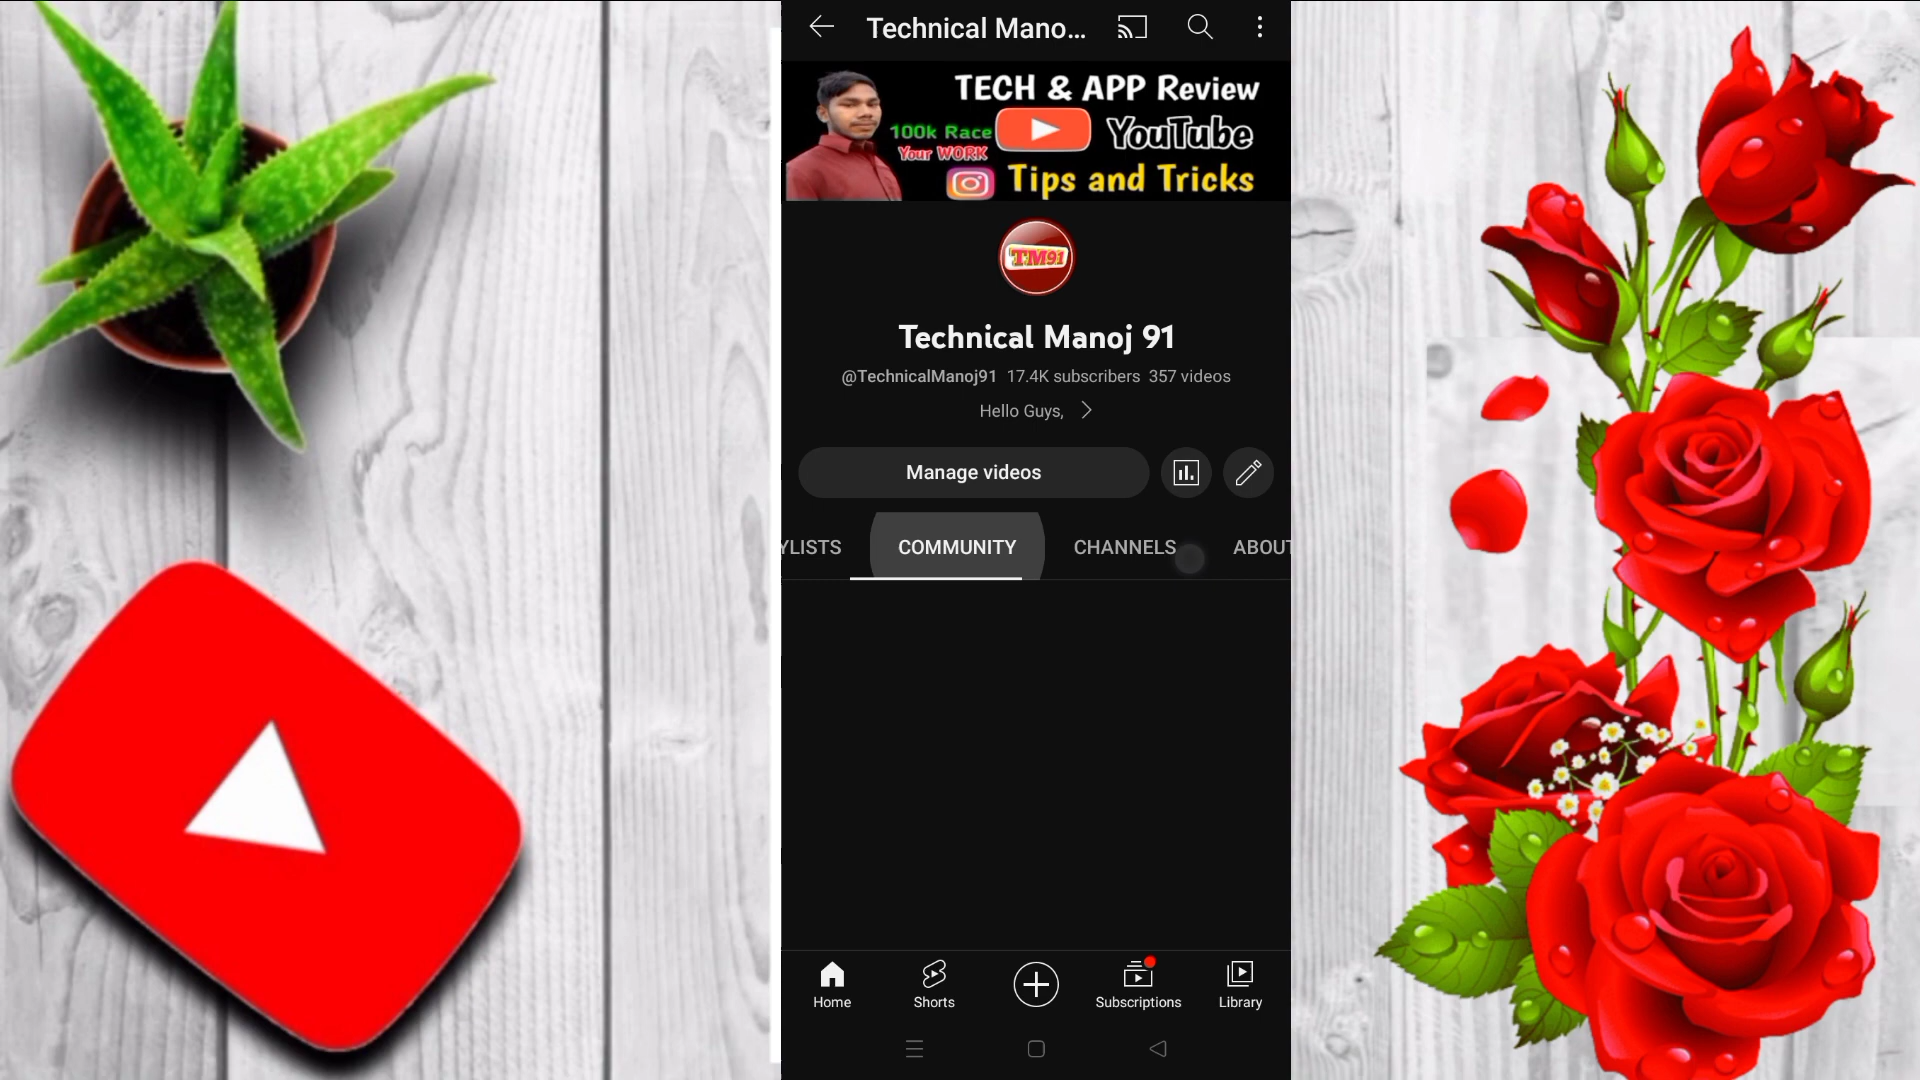 Technical Mano...
TECH & APP Review
100k Race
YouTube
Your WORK
Tips and Tricks
TM91
Technical Manoj 91
@TechnicalManoj91 17.4K subscribers 357 videos
Hello Guys,
Manage videos
YLISTS COMMUNITY CHANNELS ABOUT
Home Shorts Subscriptions Library